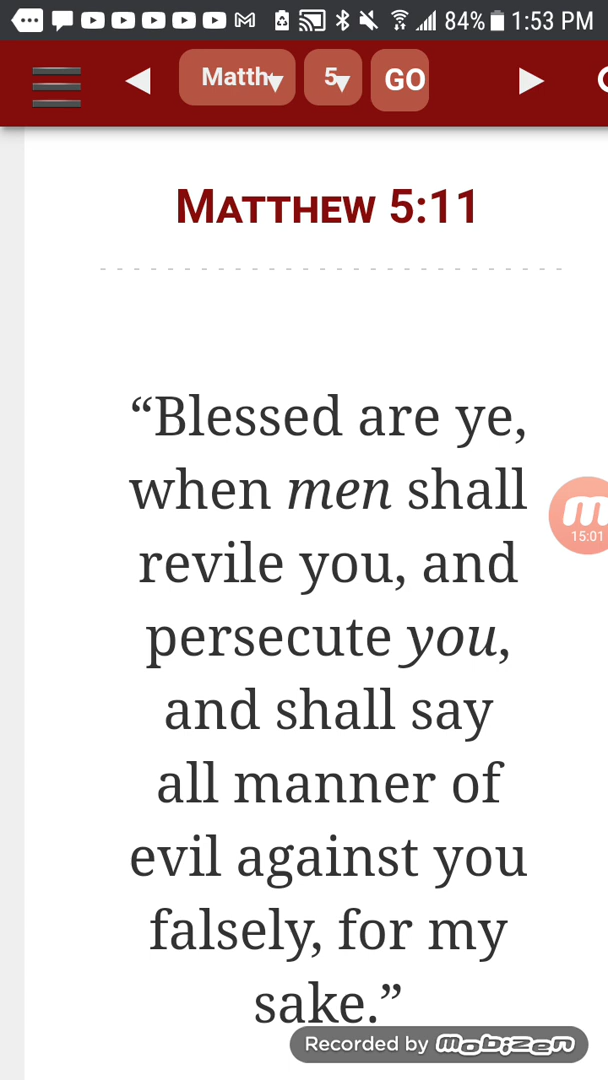 84% 1:53 PM
Matth 5 GO
MATTHEW 5:11
“Blessed are ye,
when men shall
revile you, and
persecute you,
and shall say
all manner of
evil against you
falsely, for my
sake.”
15:01
Recorded by mobizen